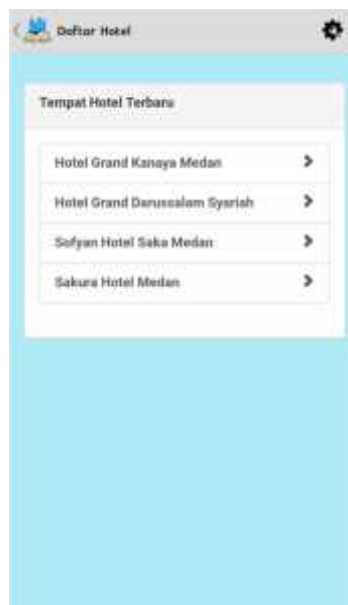 Daftar Hotel
Tempat Hotel Terbaru
Hotel Grand Kanaya Medan
Hotel Grand Darussalam Syariah
Sofyan Hotel Saka Medan
Sakura Hotel Medan